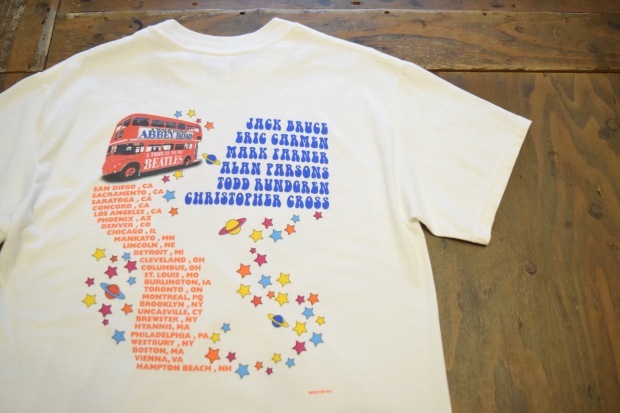 ABBEY ROAD
A TRIBUTE TO THE
BEATLES
JACK BRUCE
ERIC CARMEN
MARK FARNER
ALAN PARSONS
TODD RUNDGREN
CHRISTOPHER CROSS
SAN DIEGO , CA
SACRAMENTO , CA
SARATOGA , CA
CONCORD , CA
LOS ANGELES , CA
PHOENIX , AZ
DENVER , CO
CHICAGO , IL
MANKATO , MN
LINCOLN , NE
DETROIT , MI
CLEVELAND , OH
COLUMBUS , OH
ST. LOUIS , MO
BURLINGTON , IA
TORONTO , ON
MONTREAL , PQ
BROOKLYN , NY
UNCASVILLE , CT
BREWSTER , NY
HYANNIS , MA
PHILADELPHIA , PA
WESTBURY , NY
BOSTON , MA
VIENNA , VA
HAMPTON BEACH , NH